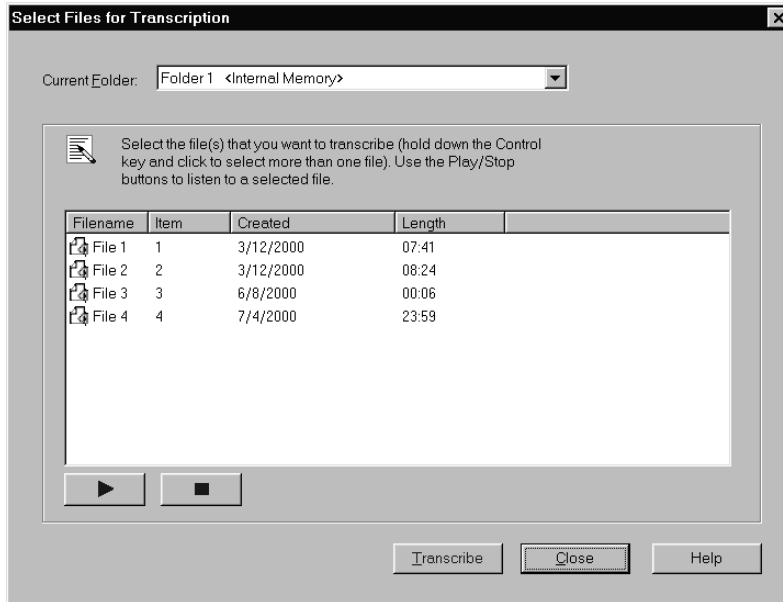 Select Files for Transcription
Current Folder: Folder 1 <Internal Memory>
Select the file(s) that you want to transcribe (hold down the Control
key and click to select more than one file). Use the Play/Stop
buttons to listen to a selected file.
Filename Item Created Length
File 1 1 3/12/2000 07:41
File 2 2 3/12/2000 08:24
File 3 3 6/8/2000 00:06
File 4 4 7/4/2000 23:59
Transcribe Close Help